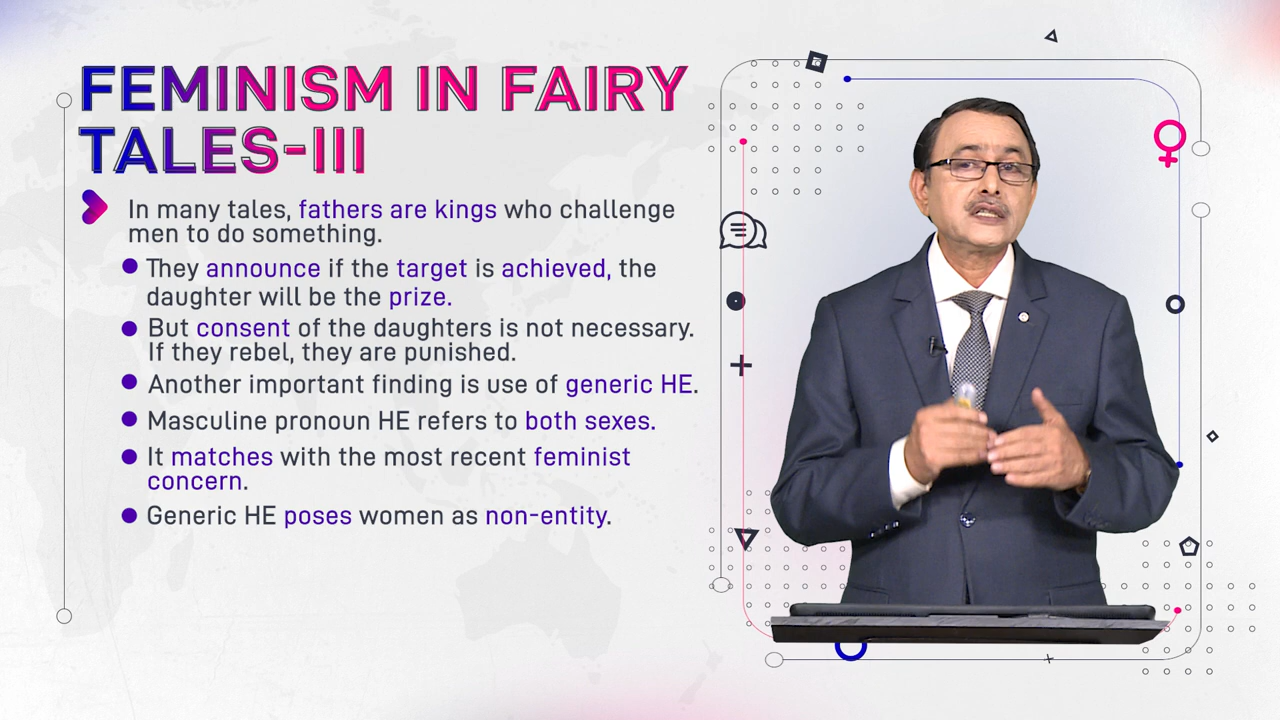 FEMINISM IN FAIRY
TALES-III
In many tales, fathers are kings who challenge
men to do something.
They announce if the target is achieved, the
daughter will be the prize.
But consent of the daughters is not necessary.
If they rebel, they are punished.
Another important finding is use of generic HE.
Masculine pronoun HE refers to both sexes.
It matches with the most recent feminist
concern.
Generic HE poses women as non-entity.